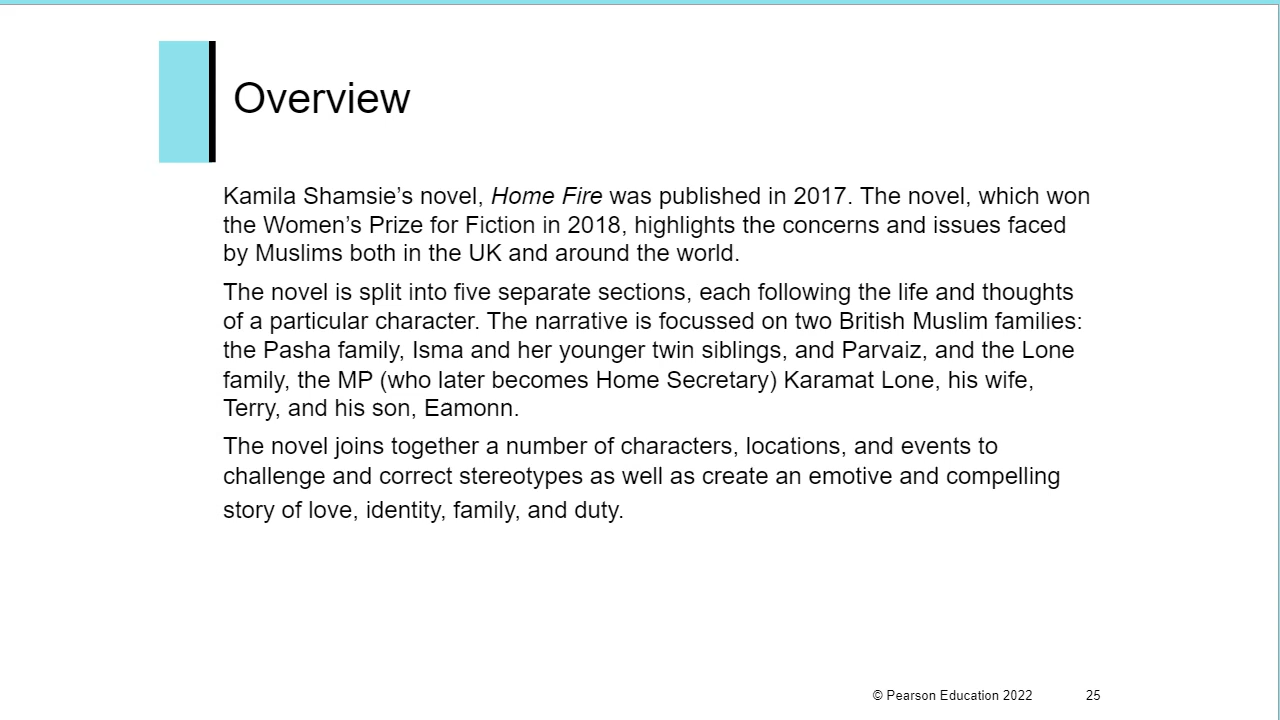 Overview
Kamila Shamsie’s novel, Home Fire was published in 2017. The novel, which won
the Women’s Prize for Fiction in 2018, highlights the concerns and issues faced
by Muslims both in the UK and around the world.
The novel is split into five separate sections, each following the life and thoughts
of a particular character. The narrative is focussed on two British Muslim families:
the Pasha family, Isma and her younger twin siblings, and Parvaiz, and the Lone
family, the MP (who later becomes Home Secretary) Karamat Lone, his wife,
Terry, and his son, Eamonn.
The novel joins together a number of characters, locations, and events to
challenge and correct stereotypes as well as create an emotive and compelling
story of love, identity, family, and duty.
© Pearson Education 2022 25